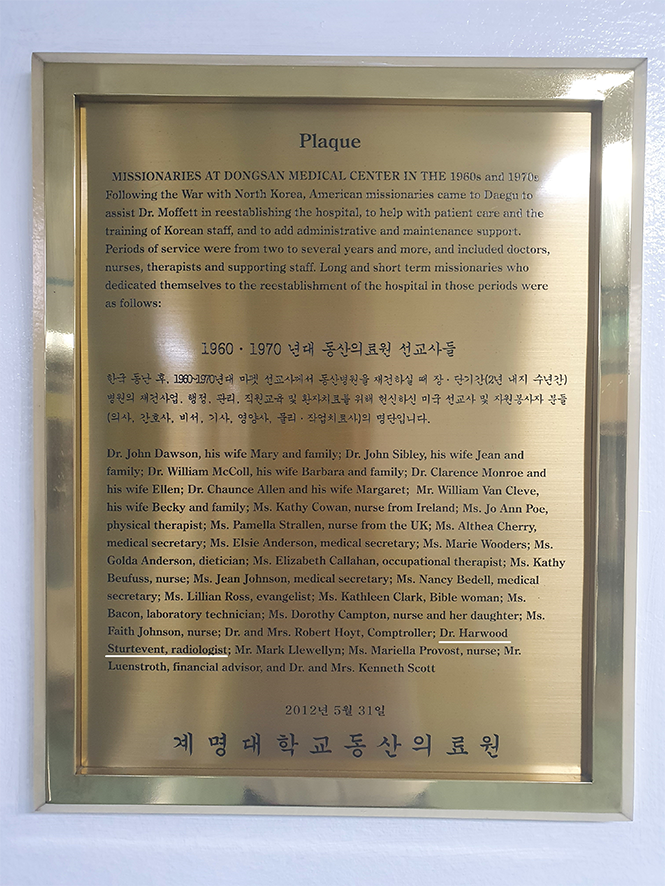 Plaque
MISSIONARIES AT DONGSAN MEDICAL CENTER IN THE 1960s and 1970s
Following the War with North Korea, American missionaries came to Daegu to
assist Dr. Moffett in reestablishing the hospital, to help with patient care and the
training of Korean staff, and to add administrative and maintenance support.
Periods of service were from two to several years and more, and included doctors,
nurses, therapists and supporting staff. Long and short term missionaries who
dedicated themselves to the reestablishment of the hospital in those periods were
as follows:
1960 · 1970 년대 동산의료원 선교사들
한국 동난 후, 1960~1970년대 마펫 선교사께서 동산병원을 재건하실 때 장 · 단기간(2년 내지 수년간)
병원의 재건사업, 행정, 관리, 직원교육 및 환자치료를 위해 헌신하신 미국 선교사 및 자원봉사자 분들
(의사, 간호사, 비서, 기사, 영양사, 물리 · 작업치료사)의 명단입니다.
Dr. John Dawson, his wife Mary and family; Dr. John Sibley, his wife Jean and
family; Dr. William McColl, his wife Barbara and family; Dr. Clarence Monroe and
his wife Ellen; Dr. Chaunce Allen and his wife Margaret; Mr. William Van Cleve,
his wife Becky and family; Ms. Kathy Cowan, nurse from Ireland; Ms. Jo Ann Poe,
physical therapist; Ms. Pamella Strallen, nurse from the UK; Ms. Althea Cherry,
medical secretary; Ms. Elsie Anderson, medical secretary; Ms. Marie Wooders; Ms.
Golda Anderson, dietician; Ms. Elizabeth Callahan, occupational therapist; Ms. Kathy
Beufuss, nurse; Ms. Jean Johnson, medical secretary; Ms. Nancy Bedell, medical
secretary; Ms. Lillian Ross, evangelist; Ms. Kathleen Clark, Bible woman; Ms.
Bacon, laboratory technician; Ms. Dorothy Campton, nurse and her daughter; Ms.
Faith Johnson, nurse; Dr. and Mrs. Robert Hoyt, Comptroller; Dr. Harwood
Sturtevent, radiologist; Mr. Mark Llewellyn; Ms. Mariella Provost, nurse; Mr.
Luenstroth, financial advisor, and Dr. and Mrs. Kenneth Scott
2012년 5월 31일
계명대학교동산의료원